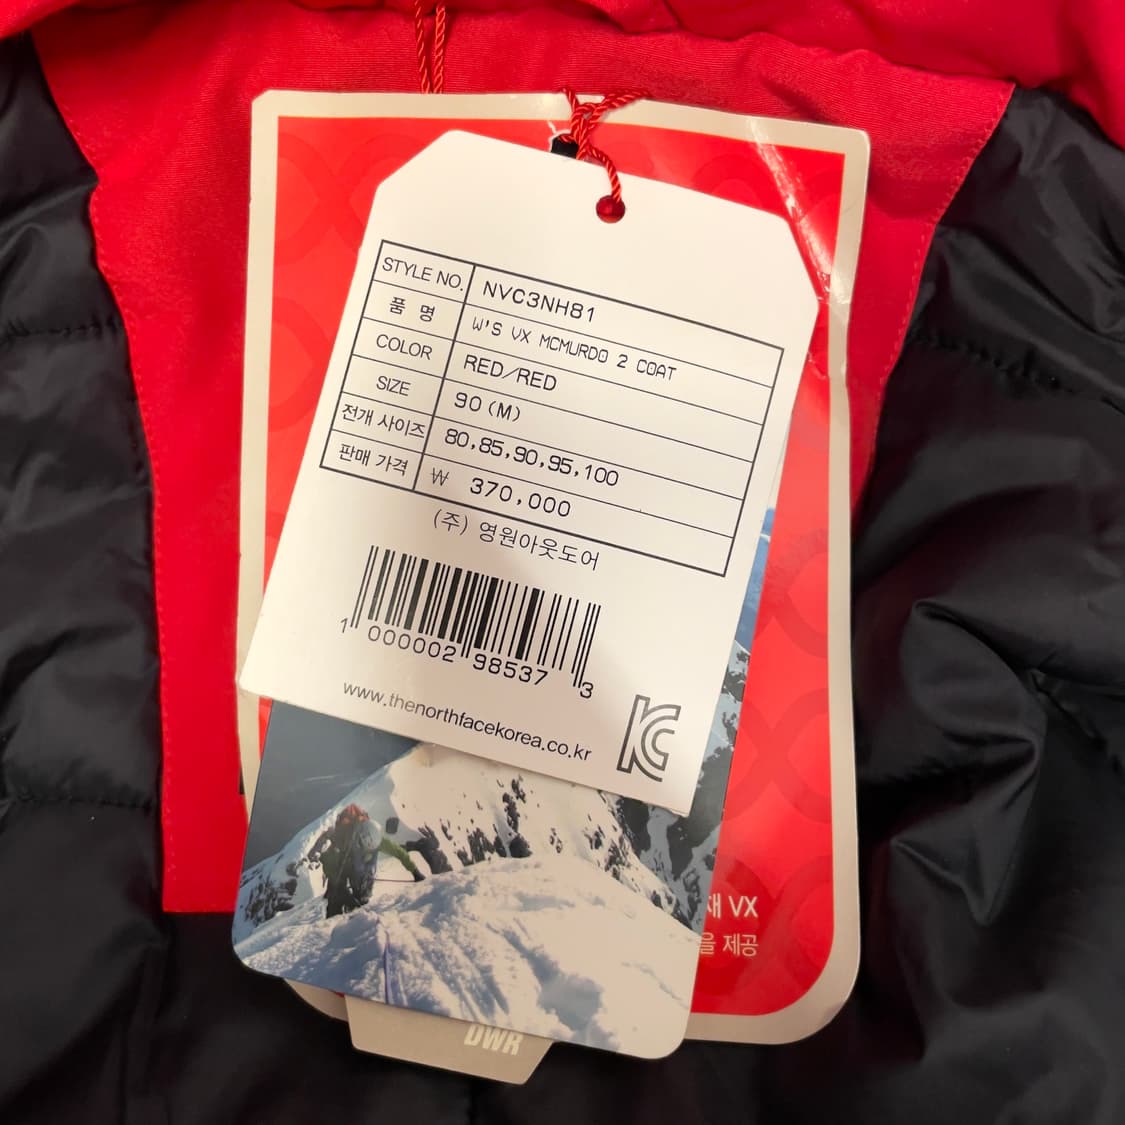 STYLE NO. NVC3NH81
품 명 W'S VX MCMURDO 2 COAT
COLOR RED/RED
SIZE 90(M)
전개 사이즈 80,85,90,95,100
판매 가격 ₩ 370,000
(주) 영원아웃도어
1 000002 98537 3
www.thenorthfacekorea.co.kr
KC
재 VX
을 제공
DWR